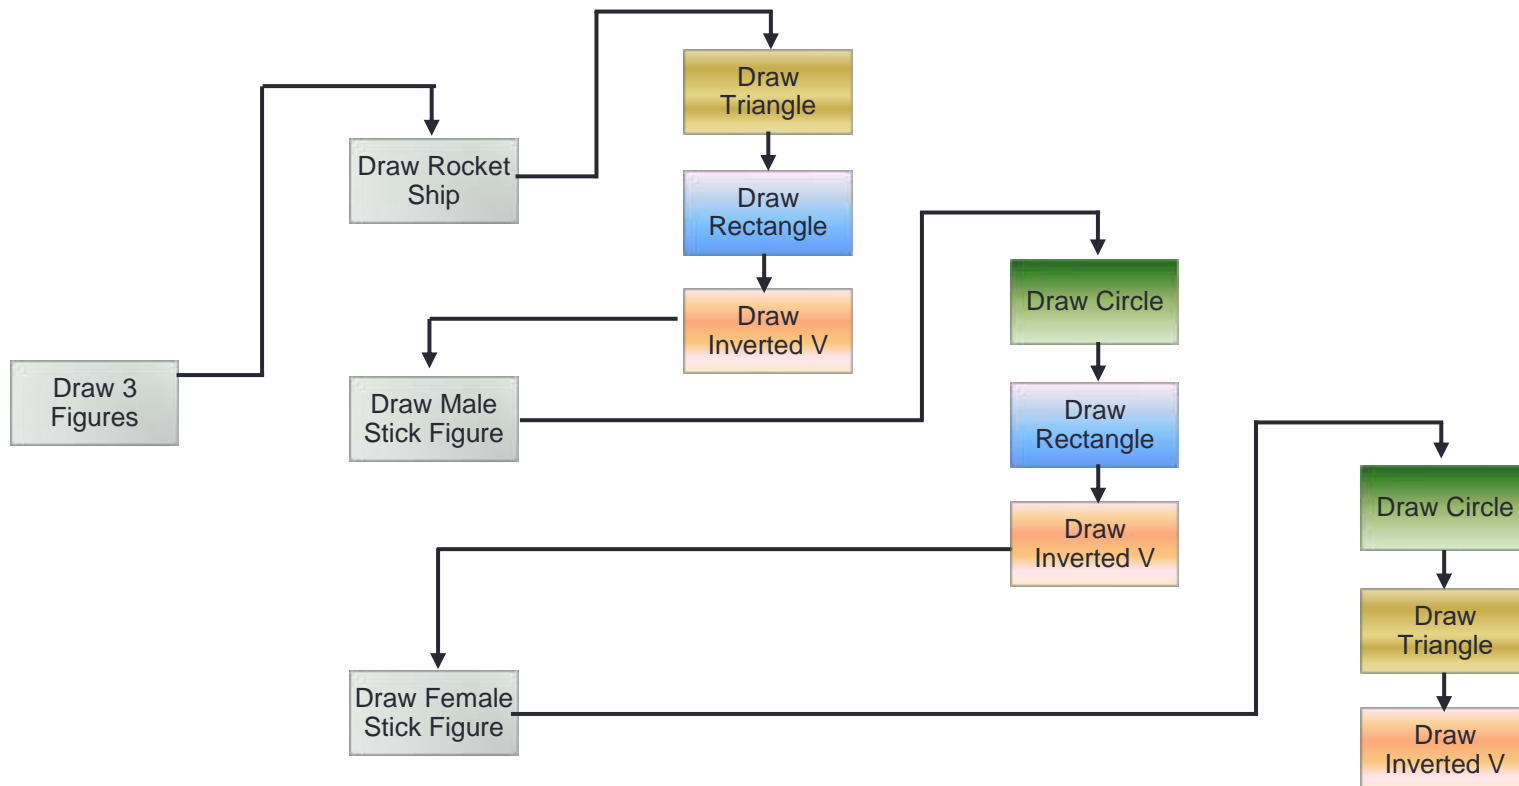 Draw 3
Figures
Draw Rocket
Ship
Draw
Triangle
Draw
Rectangle
Draw
Inverted V
Draw Male
Stick Figure
Draw Circle
Draw
Rectangle
Draw
Inverted V
Draw Female
Stick Figure
Draw Circle
Draw
Triangle
Draw
Inverted V